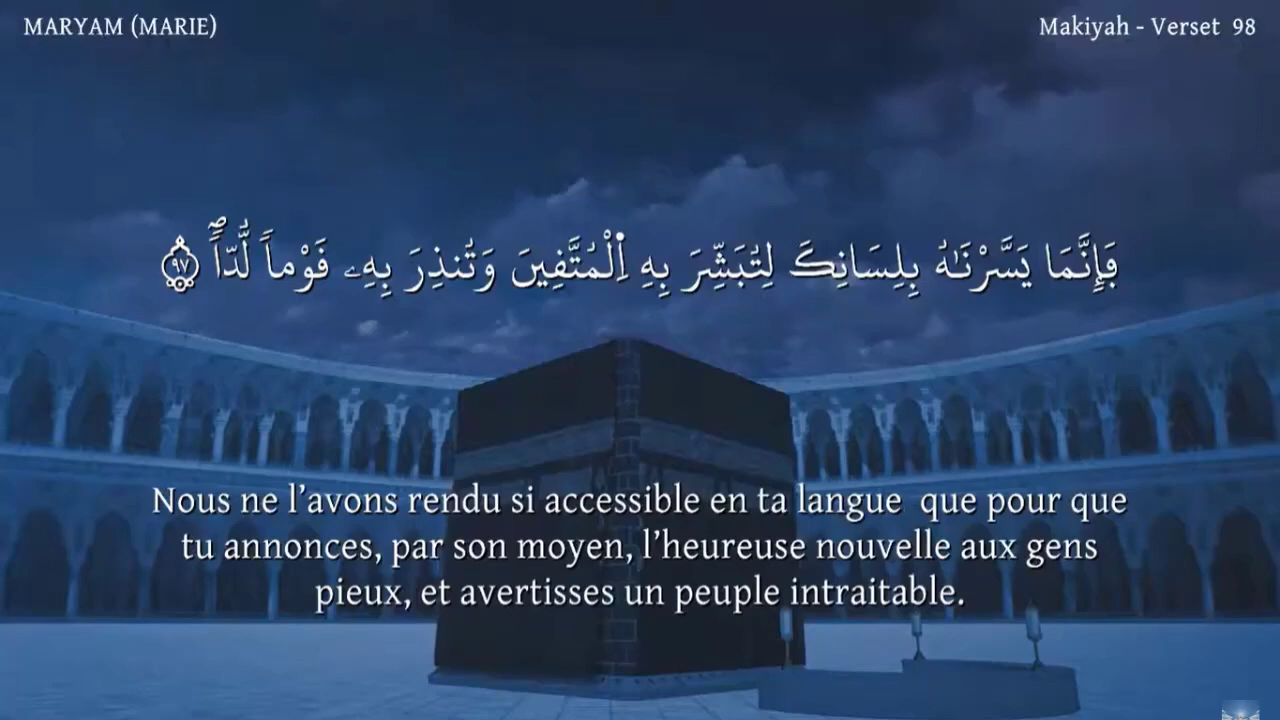 MARYAM (MARIE)
Makiyah - Verset 98
فَإِنَّمَا يَسَّرْنَٰهُ بِلِسَانِكَ لِتُبَشِّرَ بِهِ اِ۬لْمُتَّقِينَ وَتُنذِرَ بِهِۦ قَوْماٗ لُّدّاٗۖ ٩٧
Nous ne l’avons rendu si accessible en ta langue que pour que
tu annonces, par son moyen, l’heureuse nouvelle aux gens
pieux, et avertisses un peuple intraitable.